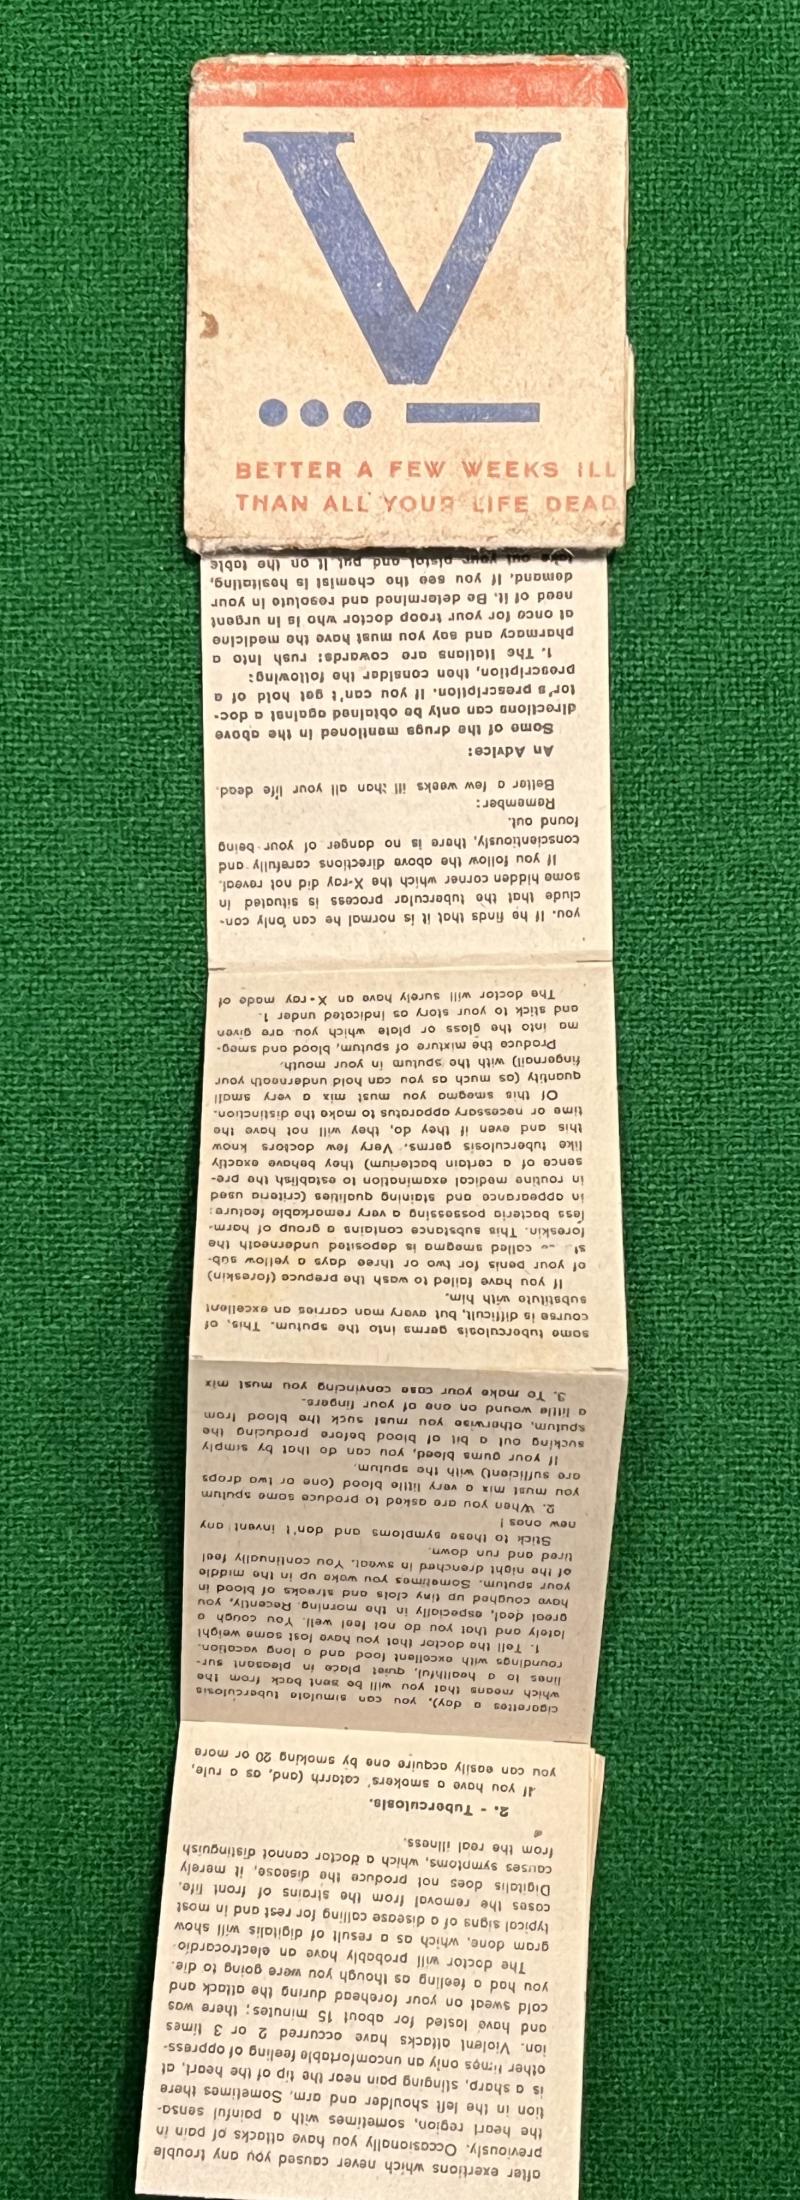 V
BETTER A FEW WEEKS ILL
THAN ALL YOUR LIFE DEAD
after exertions which never caused you any trouble
previously. Occasionally you have attacks of pain in
the heart region, sometimes with a painful sensa-
tion in the left shoulder and arm. Sometimes there
is a sharp, stinging pain near the tip of the heart, at
other times only an uncomfortable feeling of oppress-
ion. Violent attacks have occurred 2 or 3 times
and have lasted for about 15 minutes; there was
cold sweat on your forehead during the attack and
you had a feeling as though you were going to die.
The doctor will probably have an electrocardio-
gram done, which as a result of digitalis will show
typical signs of a disease calling for rest and in most
cases the removal from the strains of front life.
Digitalis does not produce the disease, it merely
causes symptoms, which a doctor cannot distinguish
from the real illness.
2. - Tuberculosis.
If you have a smokers' catarrh (and, as a rule,
you can easily acquire one by smoking 20 or more
cigarettes a day), you can simulate tuberculosis
which means that you will be sent back from the
lines to a healthful, quiet place in pleasant sur-
roundings with excellent food and a long vacation.
1. Tell the doctor that you have lost some weight
lately and that you do not feel well. You cough a
great deal, especially in the morning. Recently, you
have coughed up tiny clots and streaks of blood in
your sputum. Sometimes you wake up in the middle
of the night drenched in sweat. You continually feel
tired and run down.
Stick to these symptoms and don't invent any
new ones !
2. When you are asked to produce some sputum
you must mix a very little blood (one or two drops
are sufficient) with the sputum.
If your gums bleed, you can do that by simply
sucking out a bit of blood before producing the
sputum, otherwise you must suck the blood from
a little wound on one of your fingers.
3. To make your case convincing you must mix
some tuberculosis germs into the sputum. This, of
course is difficult, but every man carries an excellent
substitute with him.
If you have failed to wash the prepuce (foreskin)
of your penis for two or three days a yellow sub-
st called smegma is deposited underneath the
foreskin. This substance contains a group of harm-
less bacteria possessing a very remarkable feature:
in appearance and staining qualities (criteria used
in routine medical examination to establish the pre-
sence of a certain bacterium) they behave exactly
like tuberculosis germs. Very few doctors know
this and even if they do, they will not have the
time or necessary apparatus to make the distinction.
Of this smegma you must mix a very small
quantity (as much as you can hold underneath your
fingernail) with the sputum in your mouth.
Produce the mixture of sputum, blood and smeg-
ma into the glass or plate which you are given
and stick to your story as indicated under 1.
The doctor will surely have an X-ray made of
you. If he finds that it is normal he can only con-
clude that the tubercular process is situated in
some hidden corner which the X-ray did not reveal.
If you follow the above directions carefully and
conscientiously, there is no danger of your being
found out.
Remember:
Better a few weeks ill than all your life dead.
An Advice:
Some of the drugs mentioned in the above
directions can only be obtained against a doc-
tor's prescription. If you can't get hold of a
prescription, then consider the following:
1. The Italians are cowards: rush into a
pharmacy and say you must have the medicine
at once for your troop doctor who is in urgent
need of it. Be determined and resolute in your
demand. If you see the chemist is hesitating,
take out your pistol and put it on the table